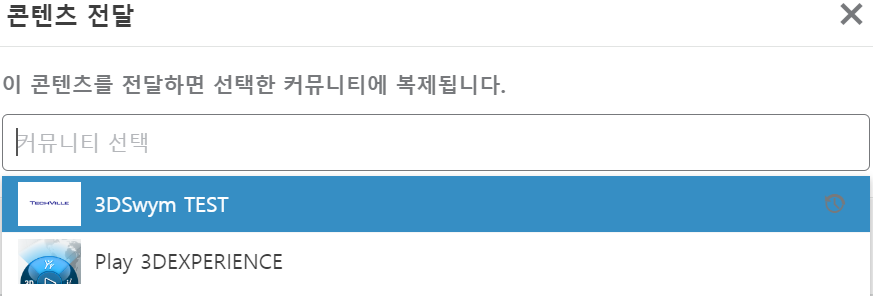 콘텐츠 전달
이 콘텐츠를 전달하면 선택한 커뮤니티에 복제됩니다.
커뮤니티 선택
TECHVILLE
3DSwym TEST
3D
Play 3DEXPERIENCE